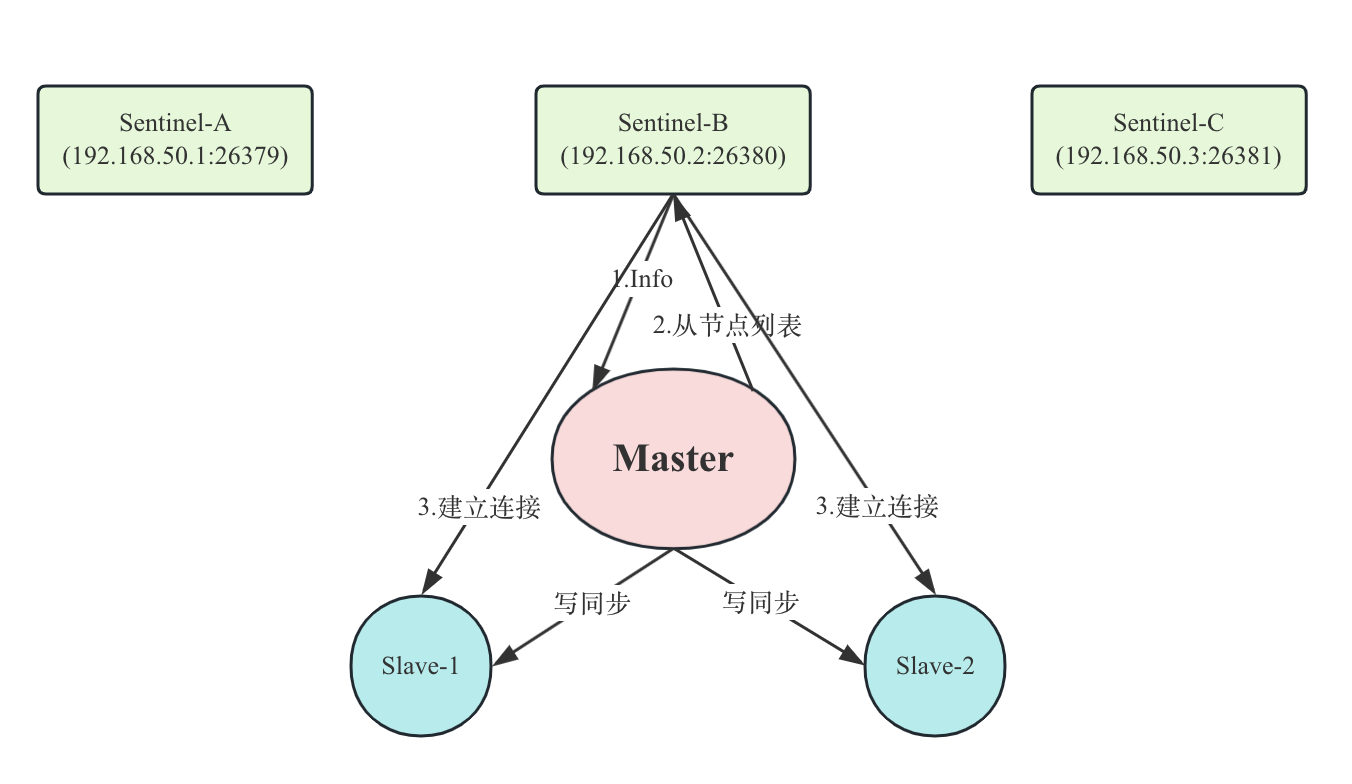 Sentinel-A
(192.168.50.1:26379)
Sentinel-B
(192.168.50.2:26380)
Sentinel-C
(192.168.50.3:26381)
1.Info
2.从节点列表
Master
3.建立连接
3.建立连接
写同步
写同步
Slave-1
Slave-2